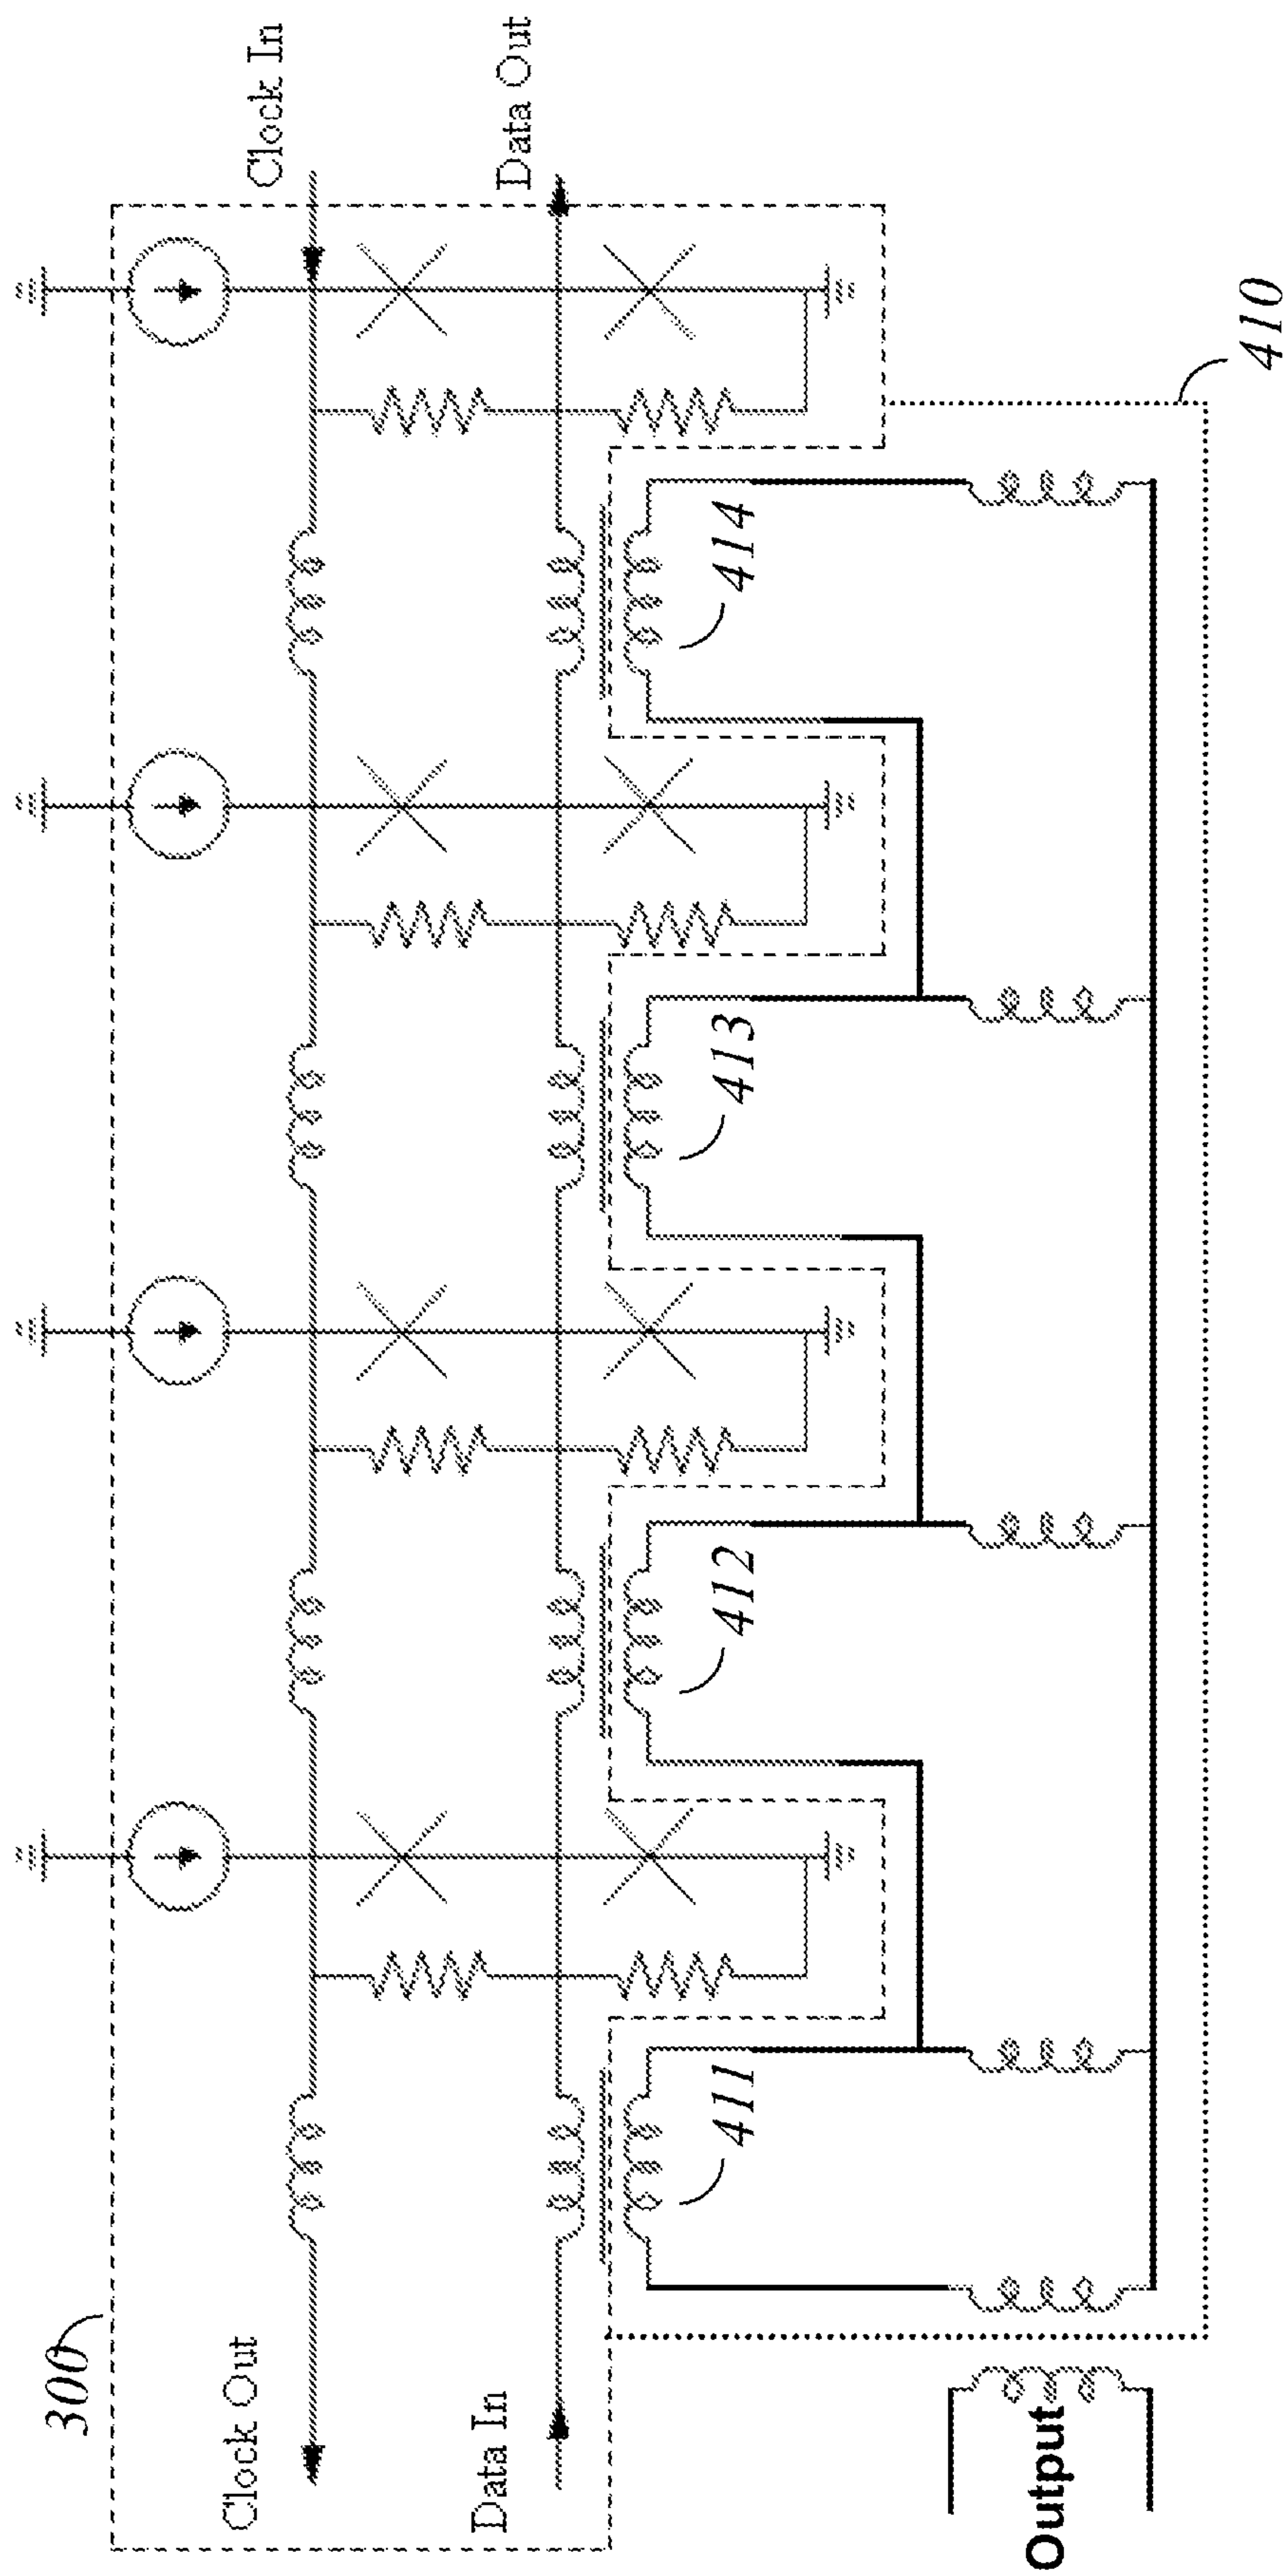 300
Clock Out
Clock In
Data In
Data Out
411
412
413
414
410
Output